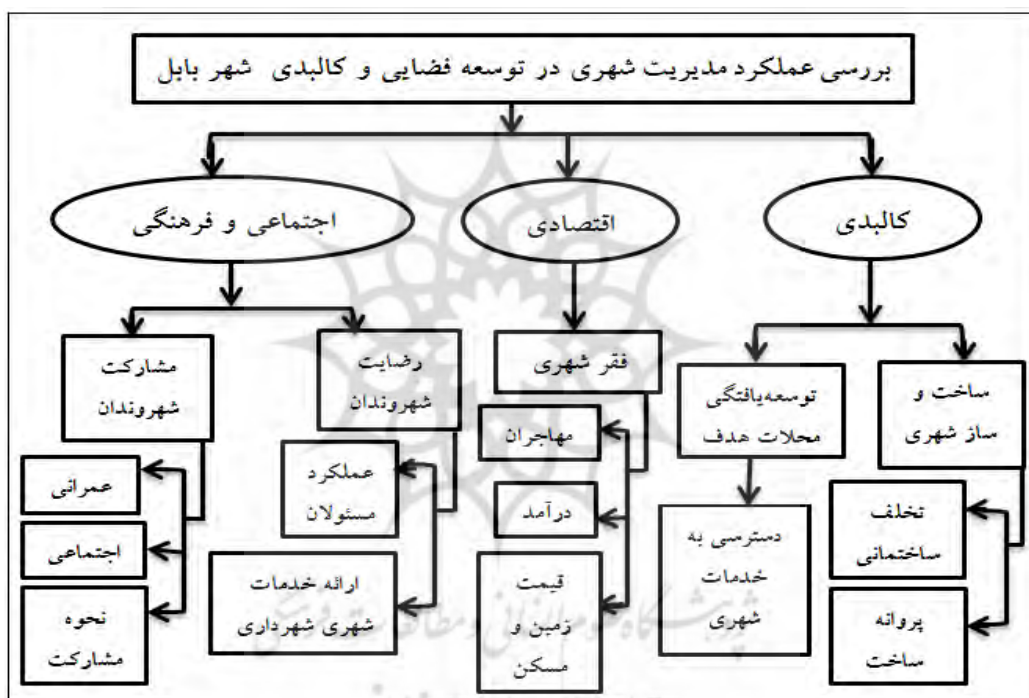 بررسی عملکرد مدیریت شهری در توسعه فضایی و کالبدی شهر بابل
کالبدی
اقتصادی
اجتماعی و فرهنگی
ساخت و
ساز شهری
تخلف
ساختمانی
پروانه
ساخت
توسعه‌یافتگی
محلات هدف
دسترسی به
خدمات
شهری
فقر شهری
مهاجران
درآمد
قیمت
زمین و
مسکن
رضایت
شهروندان
عملکرد
مسئولان
ارائه خدمات
شهری شهرداری
مشارکت
شهروندان
عمرانی
اجتماعی
نحوه
مشارکت